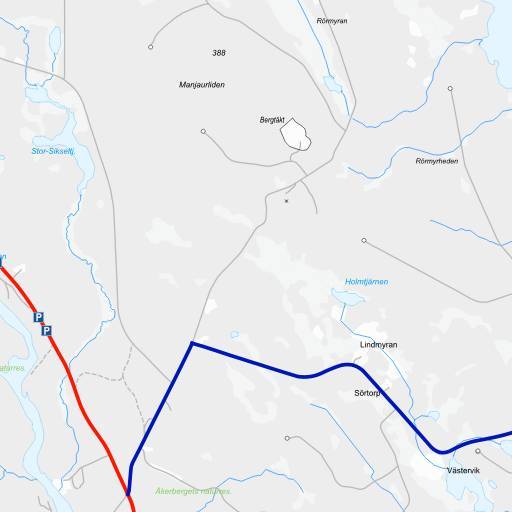 Rörmyran
388
Manjaurliden
Bergtäkt
Stor-Sikseltj.
Rörmyrheden
Holmtjärnen
P
P
Lindmyran
Sörtorp
Västervik
Åkerbergets naturres.